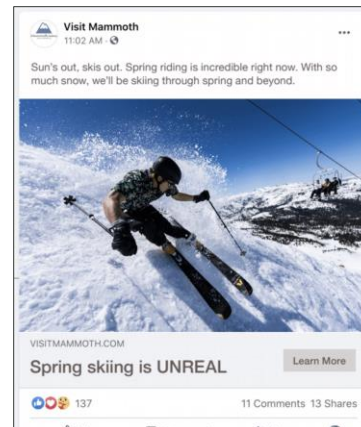 Visit Mammoth
11:02 AM ·
Sun's out, skis out. Spring riding is incredible right now. With so
much snow, we'll be skiing through spring and beyond.
VISITMAMMOTH.COM
Spring skiing is UNREAL
Learn More
137
11 Comments 13 Shares